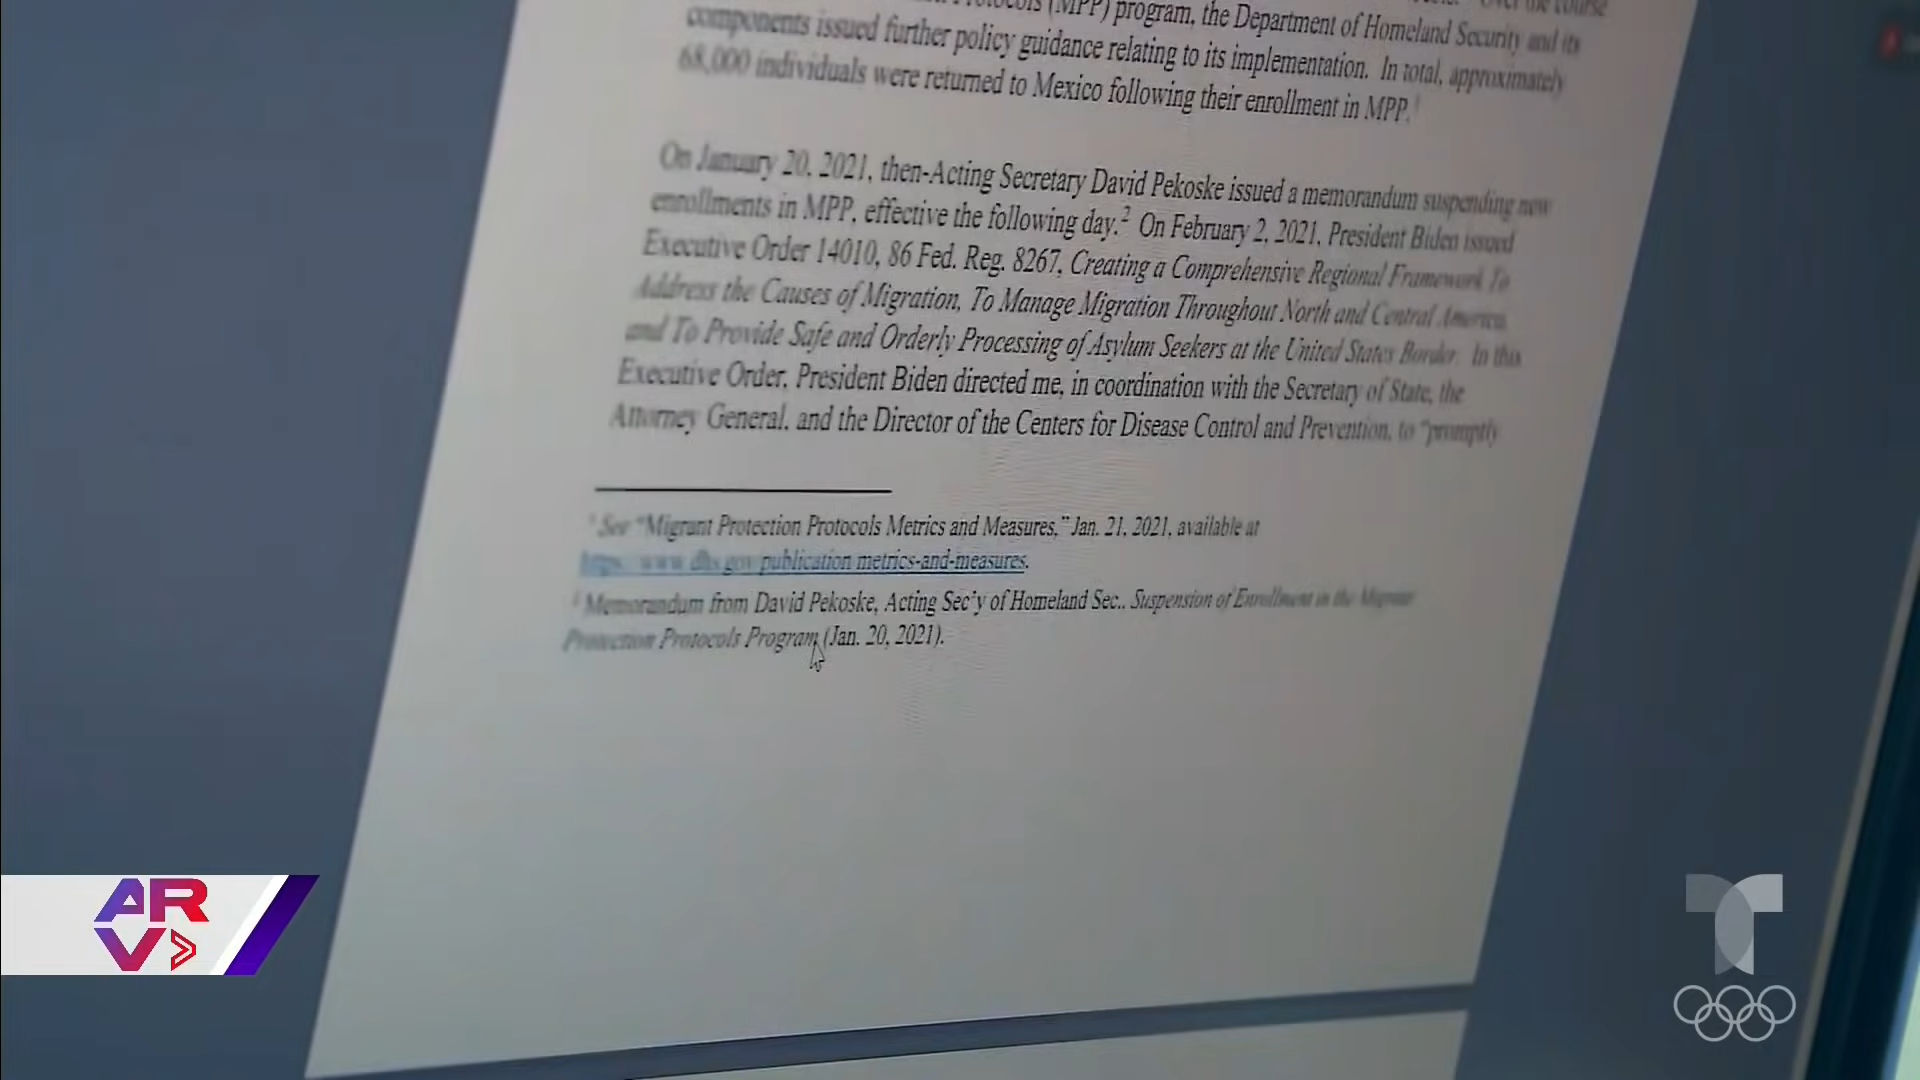 (MPP) program, the Department of Homeland Security and its
components issued further policy guidance relating to its implementation. In total, approximately
68,000 individuals were returned to Mexico following their enrollment in MPP.1
On January 20, 2021, then-Acting Secretary David Pekoske issued a memorandum suspending new
enrollments in MPP, effective the following day.2 On February 2, 2021, President Biden issued
Executive Order 14010, 86 Fed. Reg. 8267, Creating a Comprehensive Regional Framework To
Address the Causes of Migration, To Manage Migration Throughout North and Central America,
and To Provide Safe and Orderly Processing of Asylum Seekers at the United States Border. In this
Executive Order, President Biden directed me, in coordination with the Secretary of State, the
Attorney General, and the Director of the Centers for Disease Control and Prevention, to “promptly
1 See “Migrant Protection Protocols Metrics and Measures,” Jan. 21, 2021, available at
https://www.dhs.gov/publication/metrics-and-measures.
2 Memorandum from David Pekoske, Acting Sec'y of Homeland Sec., Suspension of Enrollment in the Migrant
Protection Protocols Program (Jan. 20, 2021).
ARV
T